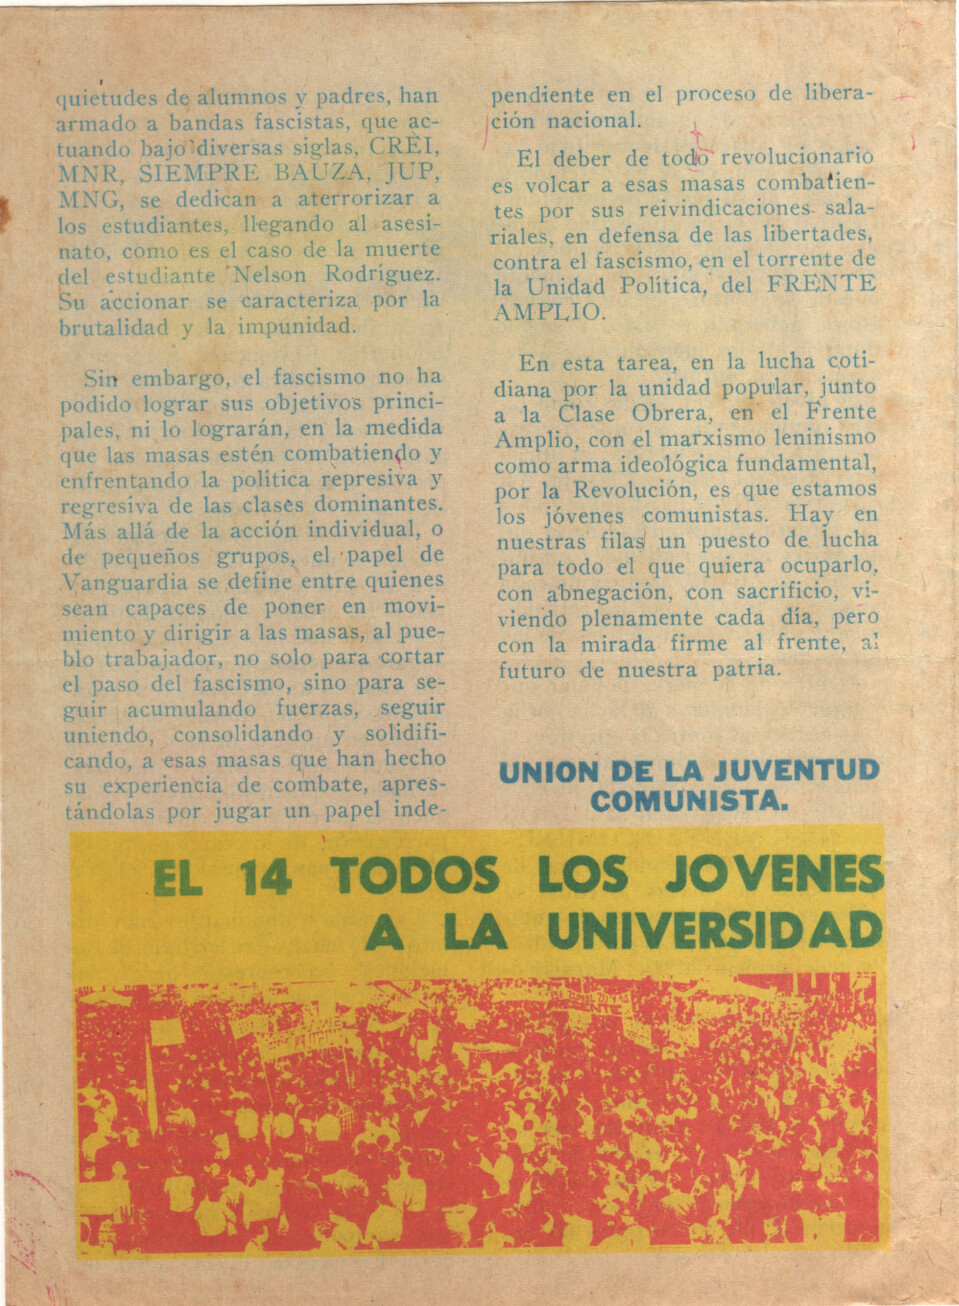 quietudes de alumnos y padres, han
armado a bandas fascistas, que ac-
tuando bajo diversas siglas, CREI,
MNR, SIEMPRE BAUZA, JUP,
MNG, se dedican a aterrorizar a
los estudiantes, llegando al asesi-
nato, como es el caso de la muerte
del estudiante Nelson Rodríguez.
Su accionar se caracteriza por la
brutalidad y la impunidad.
Sin embargo, el fascismo no ha
podido lograr sus objetivos princi-
pales, ni lo lograrán, en la medida
que las masas estén combatiendo y
enfrentando la política represiva y
regresiva de las clases dominantes.
Más allá de la acción individual, o
de pequeños grupos, el papel de
Vanguardia se define entre quienes
sean capaces de poner en movi-
miento y dirigir a las masas, al pue-
blo trabajador, no solo para cortar
el paso del fascismo, sino para se-
guir acumulando fuerzas, seguir
uniendo, consolidando y solidifi-
cando, a esas masas que han hecho
su experiencia de combate, apres-
tándolas por jugar un papel inde-
pendiente en el proceso de libera-
ción nacional.
El deber de todo revolucionario
es volcar a esas masas combatien-
tes por sus reivindicaciones sala-
riales, en defensa de las libertades,
contra el fascismo, en el torrente de
la Unidad Política, del FRENTE
AMPLIO.
En esta tarea, en la lucha coti-
diana por la unidad popular, junto
a la Clase Obrera, en el Frente
Amplio, con el marxismo leninismo
como arma ideológica fundamental,
por la Revolución, es que estamos
los jóvenes comunistas. Hay en
nuestras filas un puesto de lucha
para todo el que quiera ocuparlo,
con abnegación, con sacrificio, vi-
viendo plenamente cada día, pero
con la mirada firme al frente, al
futuro de nuestra patria.
UNION DE LA JUVENTUD
COMUNISTA.
EL 14 TODOS LOS JOVENES
A LA UNIVERSIDAD